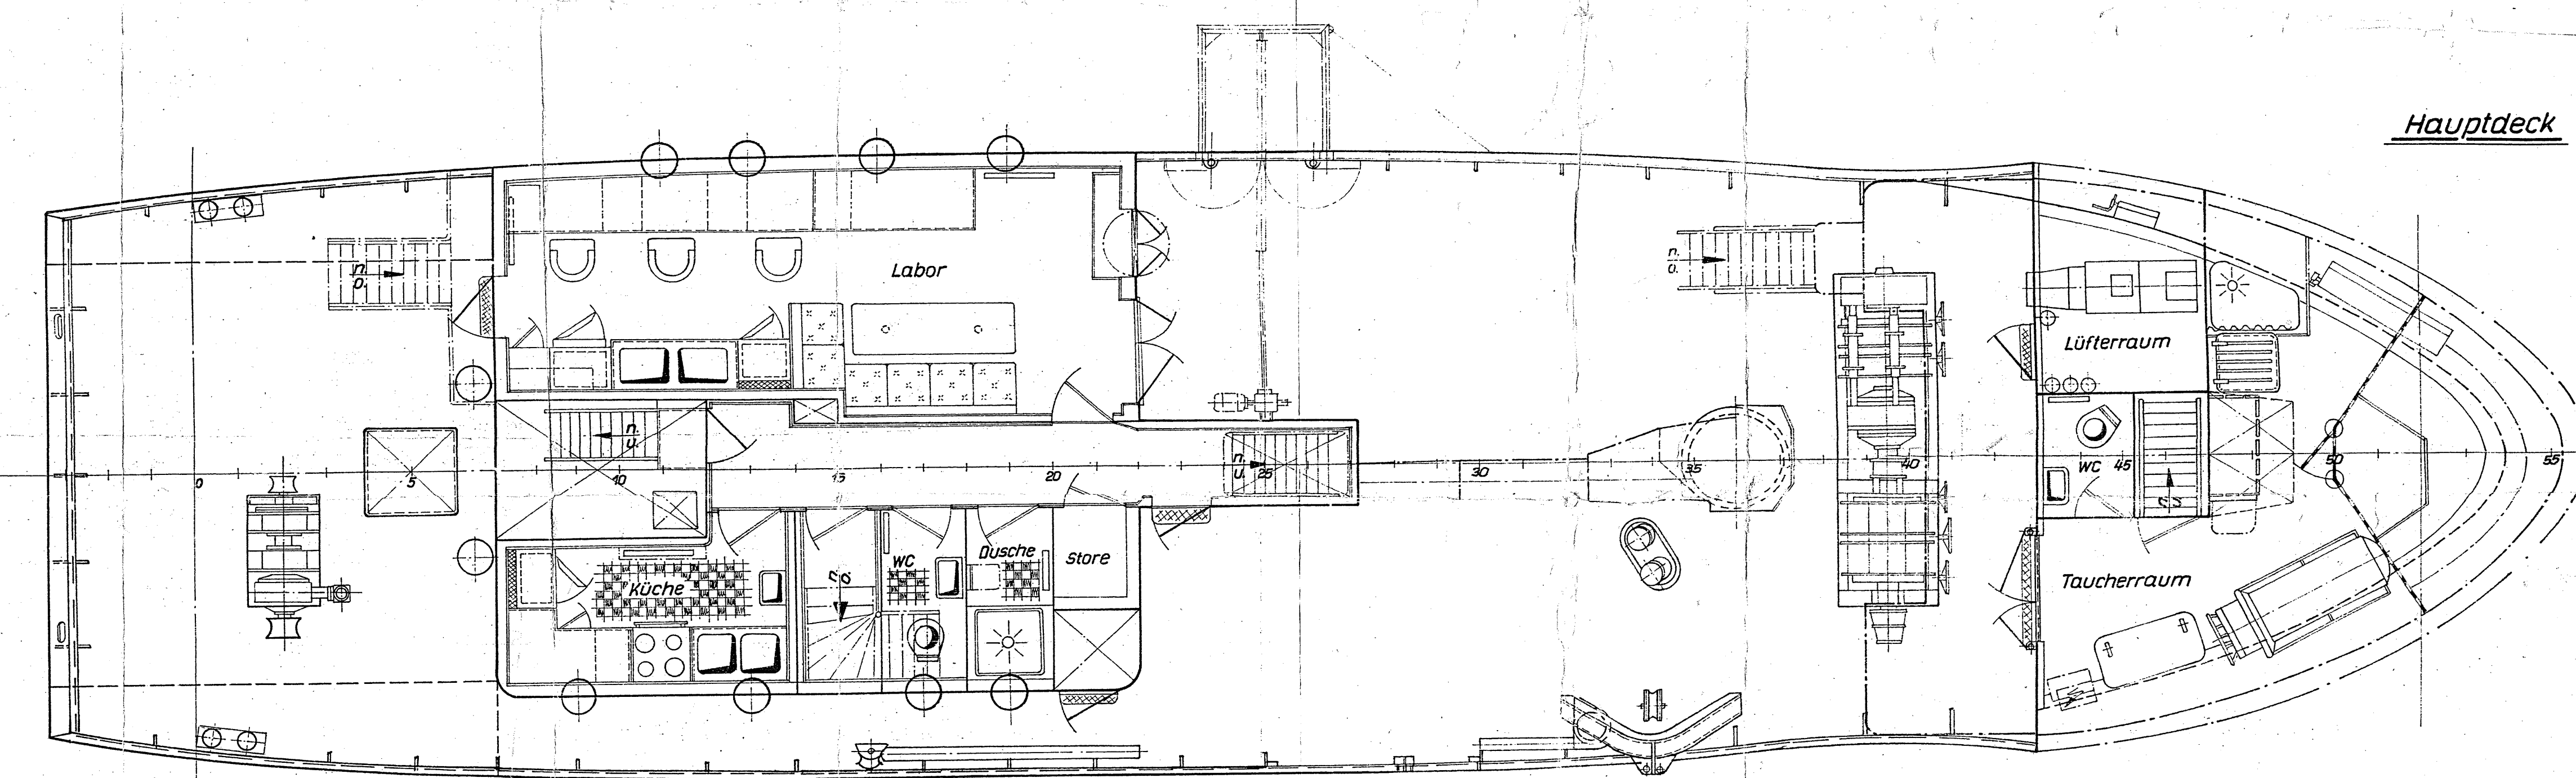 Hauptdeck
n.
o.
Labor
n.
o.
Lüfterraum
n.
u.
n.
u.
0
5
10
15
20
25
30
35
40
45
50
55
WC
n.
u.
Küche
n.
o.
WC
Dusche
Store
Taucherraum